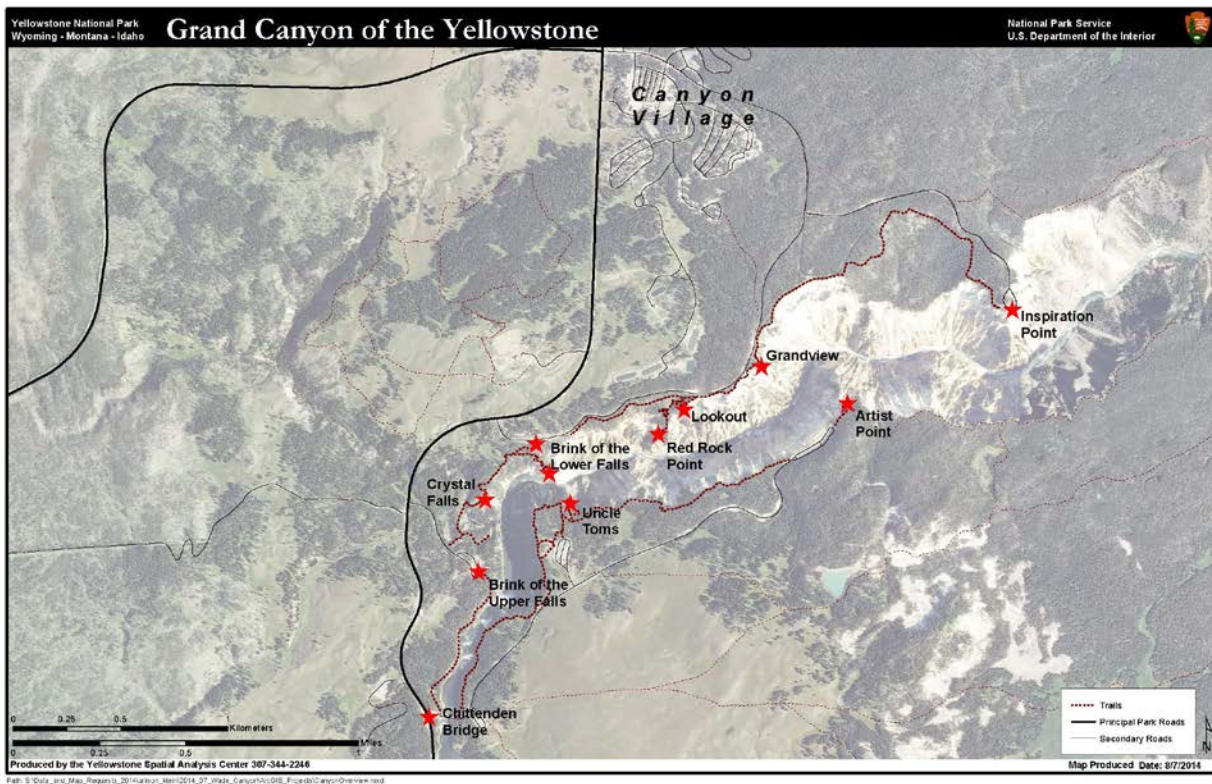 Yellowstone National Park
Wyoming - Montana - Idaho
Grand Canyon of the Yellowstone
National Park Service
U.S. Department of the Interior
Canyon
Village
Inspiration
Point
Grandview
Artist
Point
Lookout
Red Rock
Point
Brink of the
Lower Falls
Crystal
Falls
Uncle
Toms
Brink of the
Upper Falls
Chittenden
Bridge
0 0.25 0.5 1
Kilometers
0 0.25 0.5 1
Miles
Trails
Principal Park Roads
Secondary Roads
N
Produced by the Yellowstone Spatial Analysis Center 307-344-2246
Map Produced Date: 8/7/2014